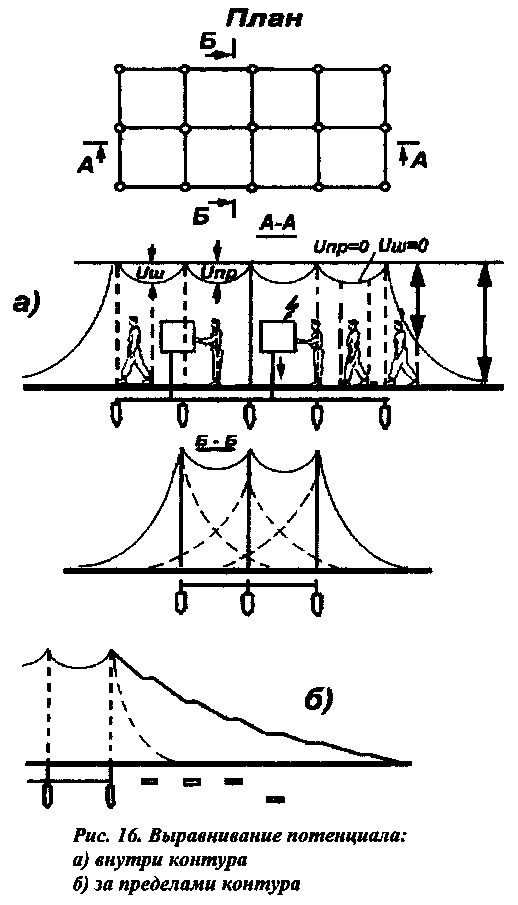 План
Б
А
А
Б
А-А
Uпр=0 Uш=0
Uш Uпр
а)
Б - Б
б)
Рис. 16. Выравнивание потенциала:
а) внутри контура
б) за пределами контура